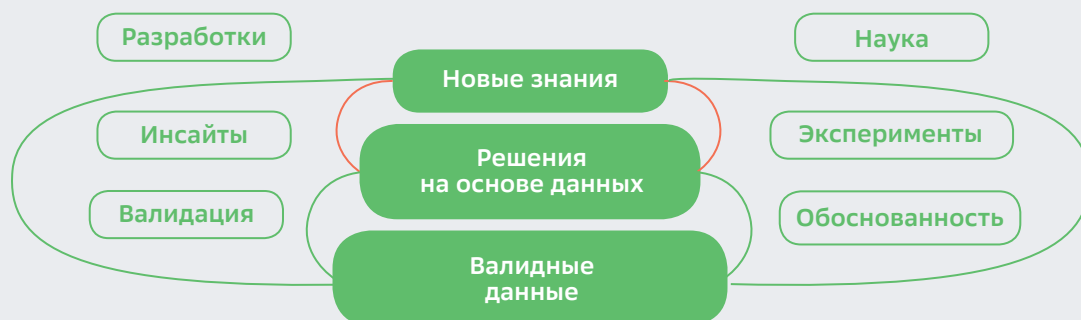 Разработки
Наука
Новые знания
Инсайты
Эксперименты
Решения
на основе данных
Валидация
Обоснованность
Валидные
данные